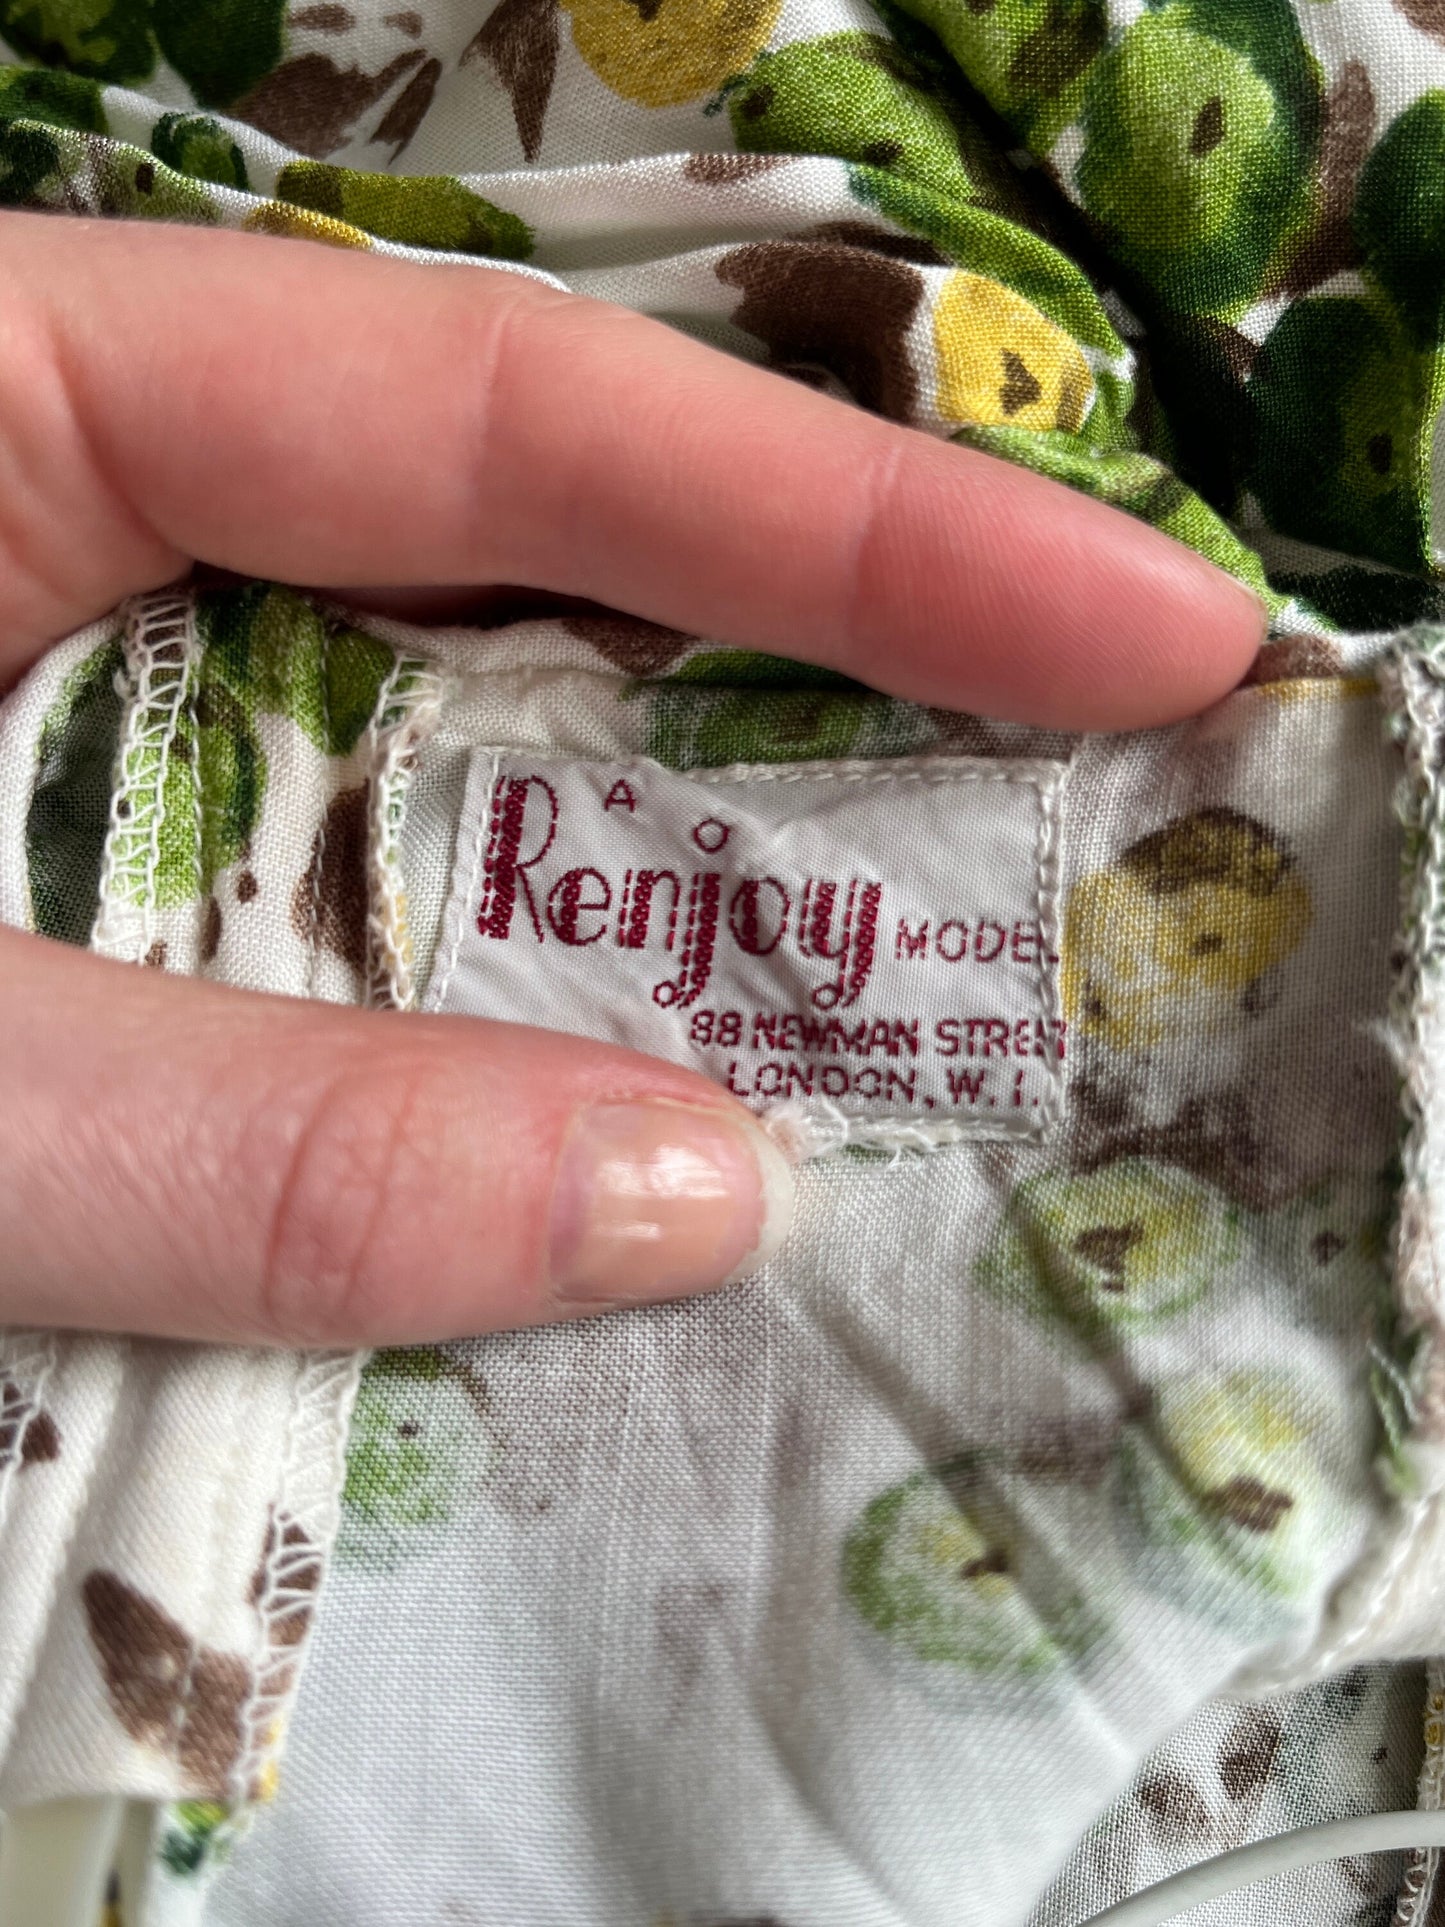 A
Renjoy MODEL
88 NEWMAN STREET
LONDON, W. 1.